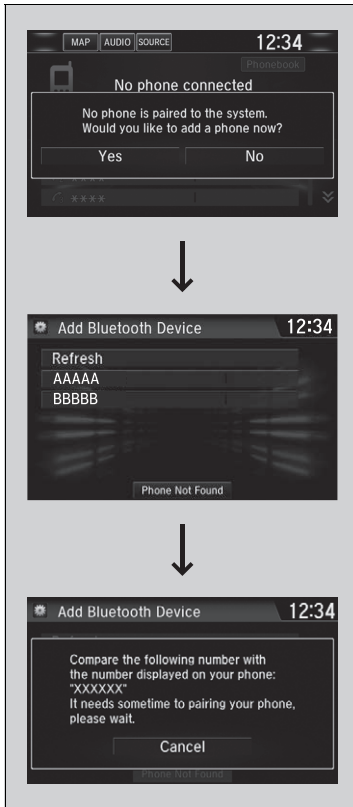 MAP AUDIO SOURCE 12:34
Phonebook
No phone connected
No phone is paired to the system.
Would you like to add a phone now?
Yes No
****
Add Bluetooth Device 12:34
Refresh
AAAAA
BBBBB
Phone Not Found
Add Bluetooth Device 12:34
Compare the following number with
the number displayed on your phone:
"XXXXXX"
It needs sometime to pairing your phone,
please wait.
Cancel
Phone Not Found